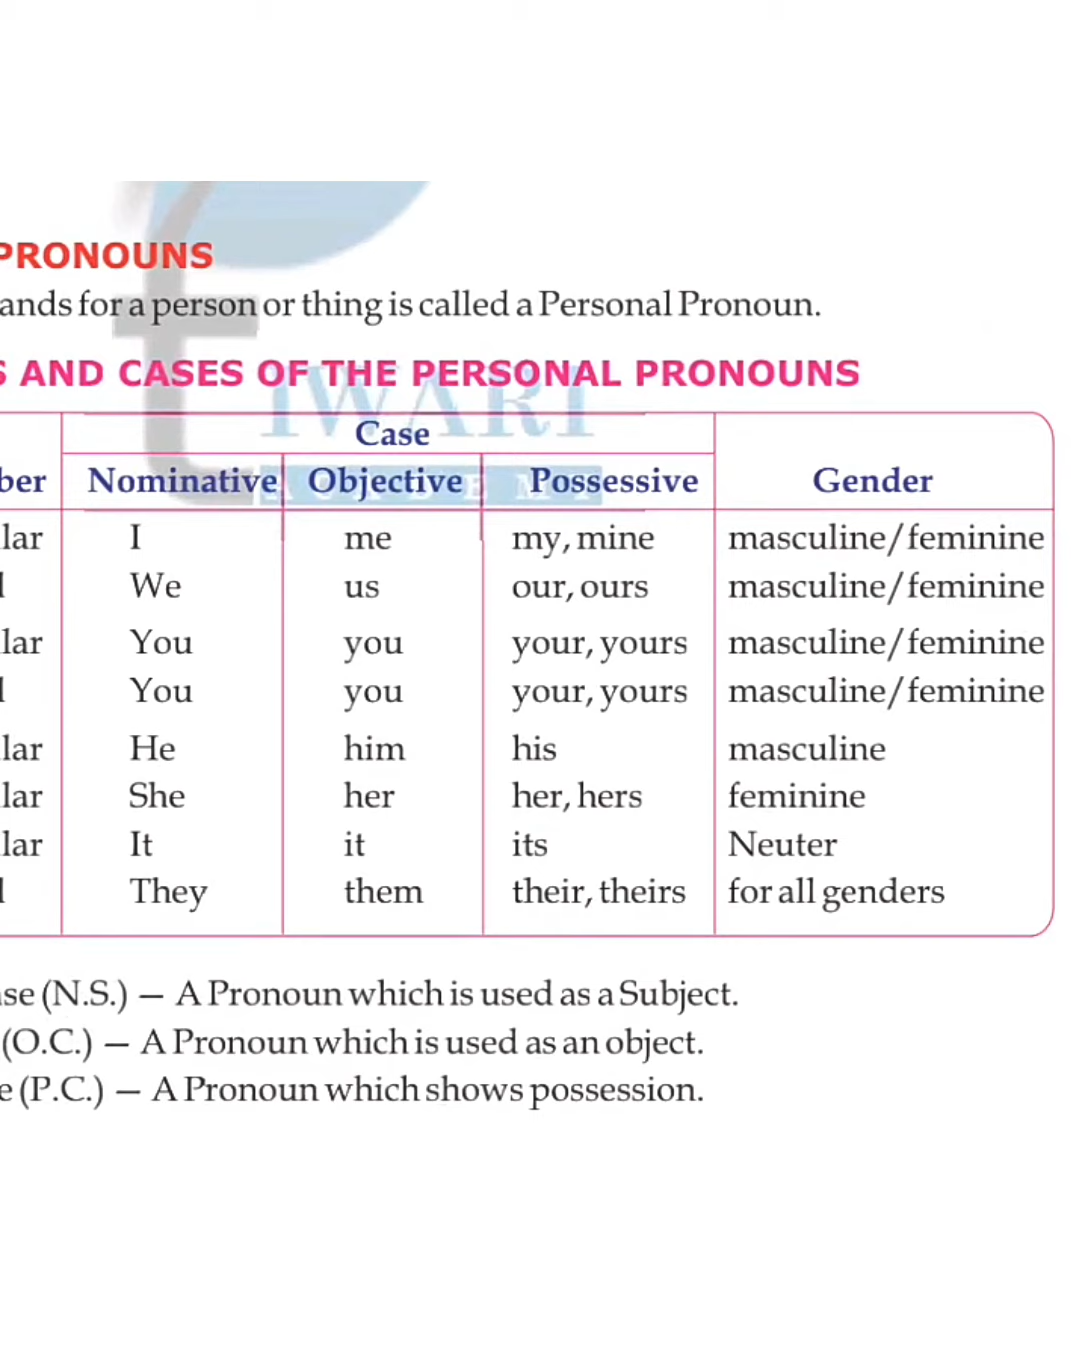 PRONOUNS
ands for a person or thing is called a Personal Pronoun.
S AND CASES OF THE PERSONAL PRONOUNS
IWARI
Case
ber Nominative Objective Possessive Gender
lar I me my, mine masculine/feminine
l We us our, ours masculine/feminine
lar You you your, yours masculine/feminine
l You you your, yours masculine/feminine
lar He him his masculine
lar She her her, hers feminine
lar It it its Neuter
l They them their, theirs for all genders
ase (N.S.) — A Pronoun which is used as a Subject.
(O.C.) — A Pronoun which is used as an object.
e (P.C.) — A Pronoun which shows possession.